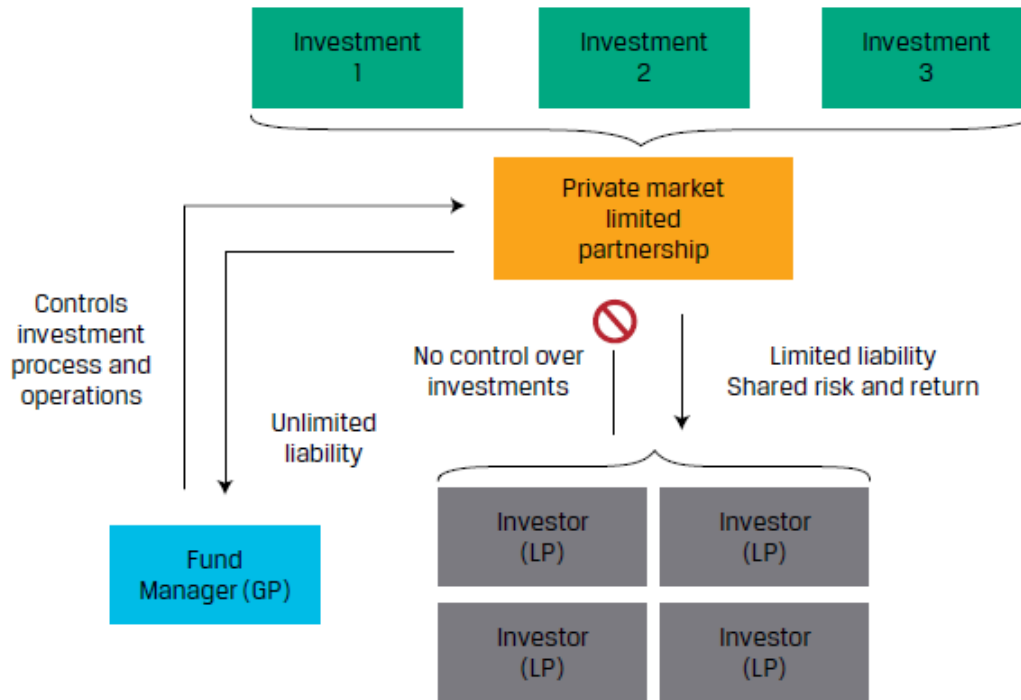 Investment
1
Investment
2
Investment
3
Private market
limited
partnership
Controls
investment
process and
operations
Unlimited
liability
No control over
investments
Limited liability
Shared risk and return
Fund
Manager (GP)
Investor
(LP)
Investor
(LP)
Investor
(LP)
Investor
(LP)